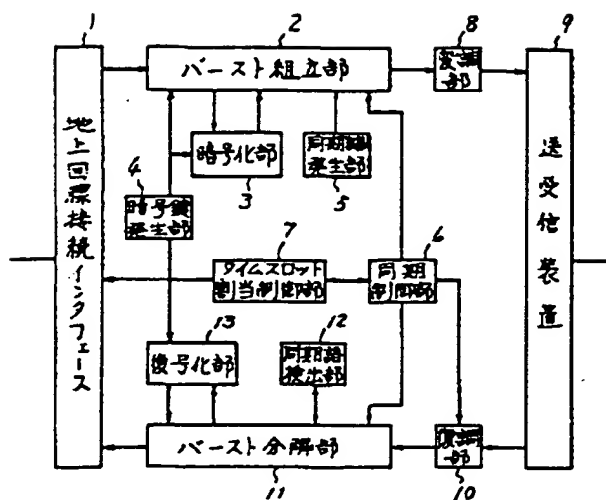 1
2
8
9
バースト組立部
変調
部
地上回線接続インタフェース
暗号化部
同期語
発生部
3
5
4
暗号鍵
発生部
送受信装置
7
6
タイムスロット
割当制御部
同期
制御部
13
12
復号化部
同期語
検出部
バースト分解部
復調
部
11
10